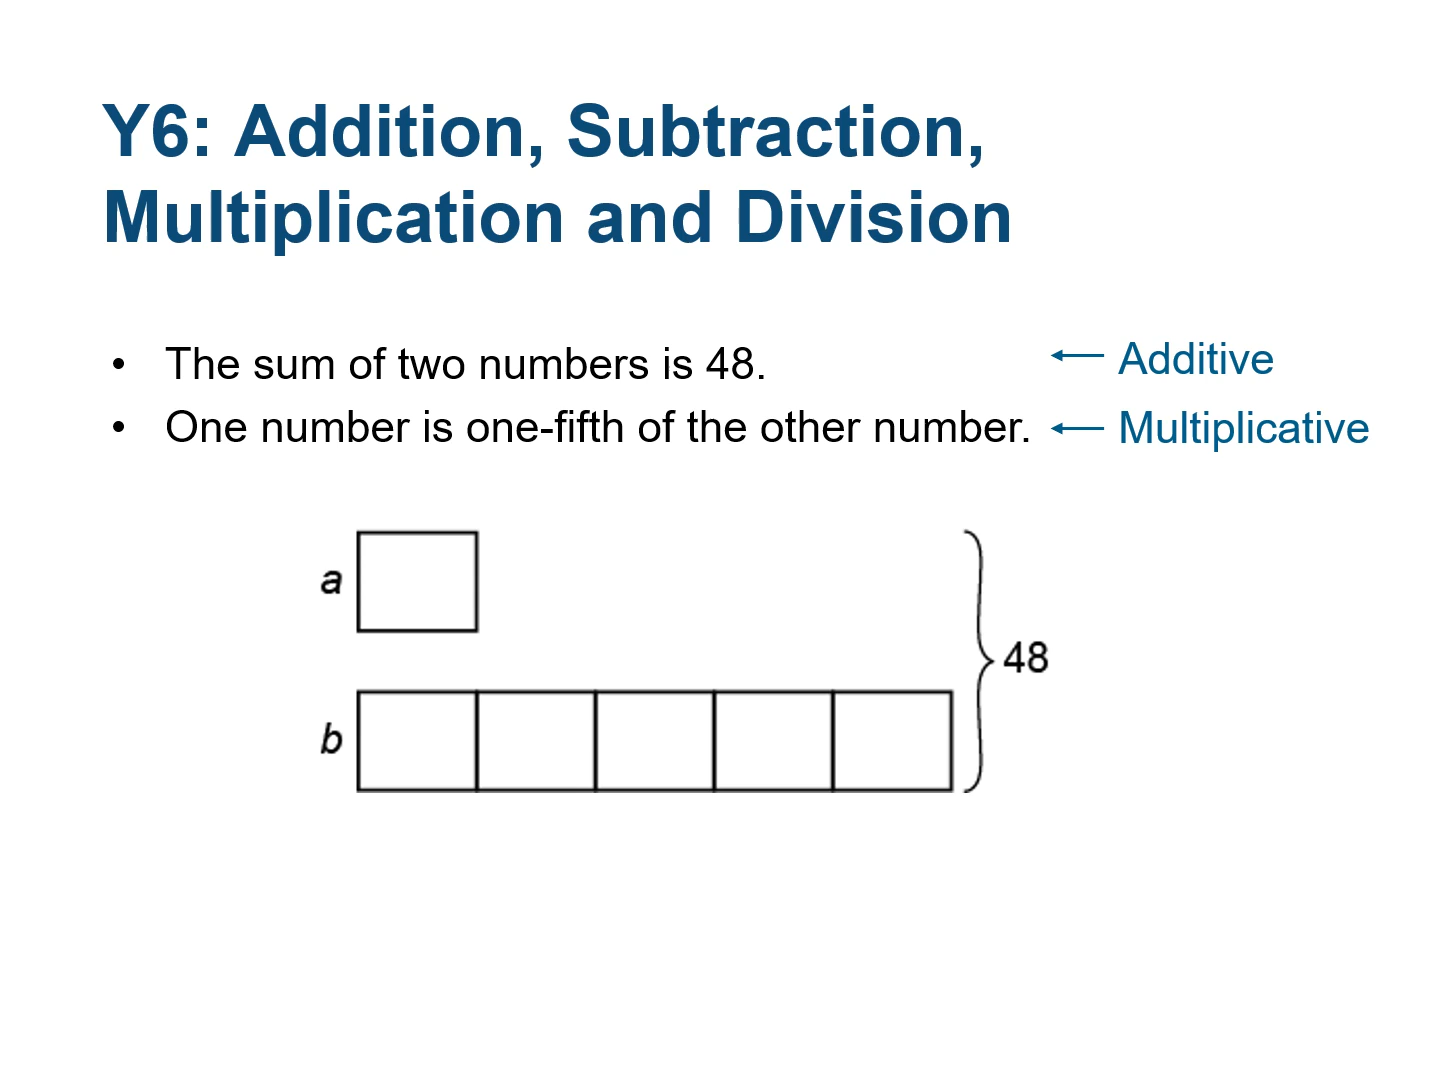 Y6: Addition, Subtraction,
Multiplication and Division
• The sum of two numbers is 48.
Additive
• One number is one-fifth of the other number.
Multiplicative
a
48
b